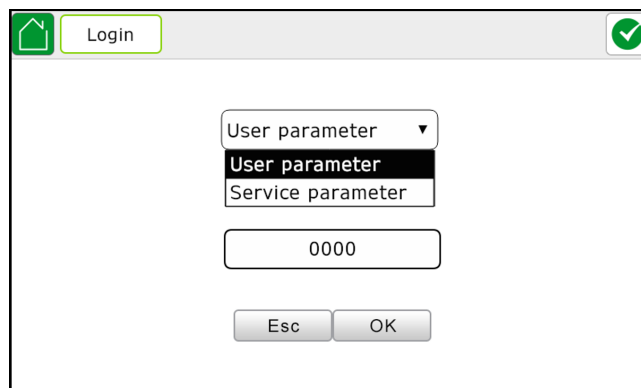 Login
User parameter
User parameter
Service parameter
0000
Esc OK